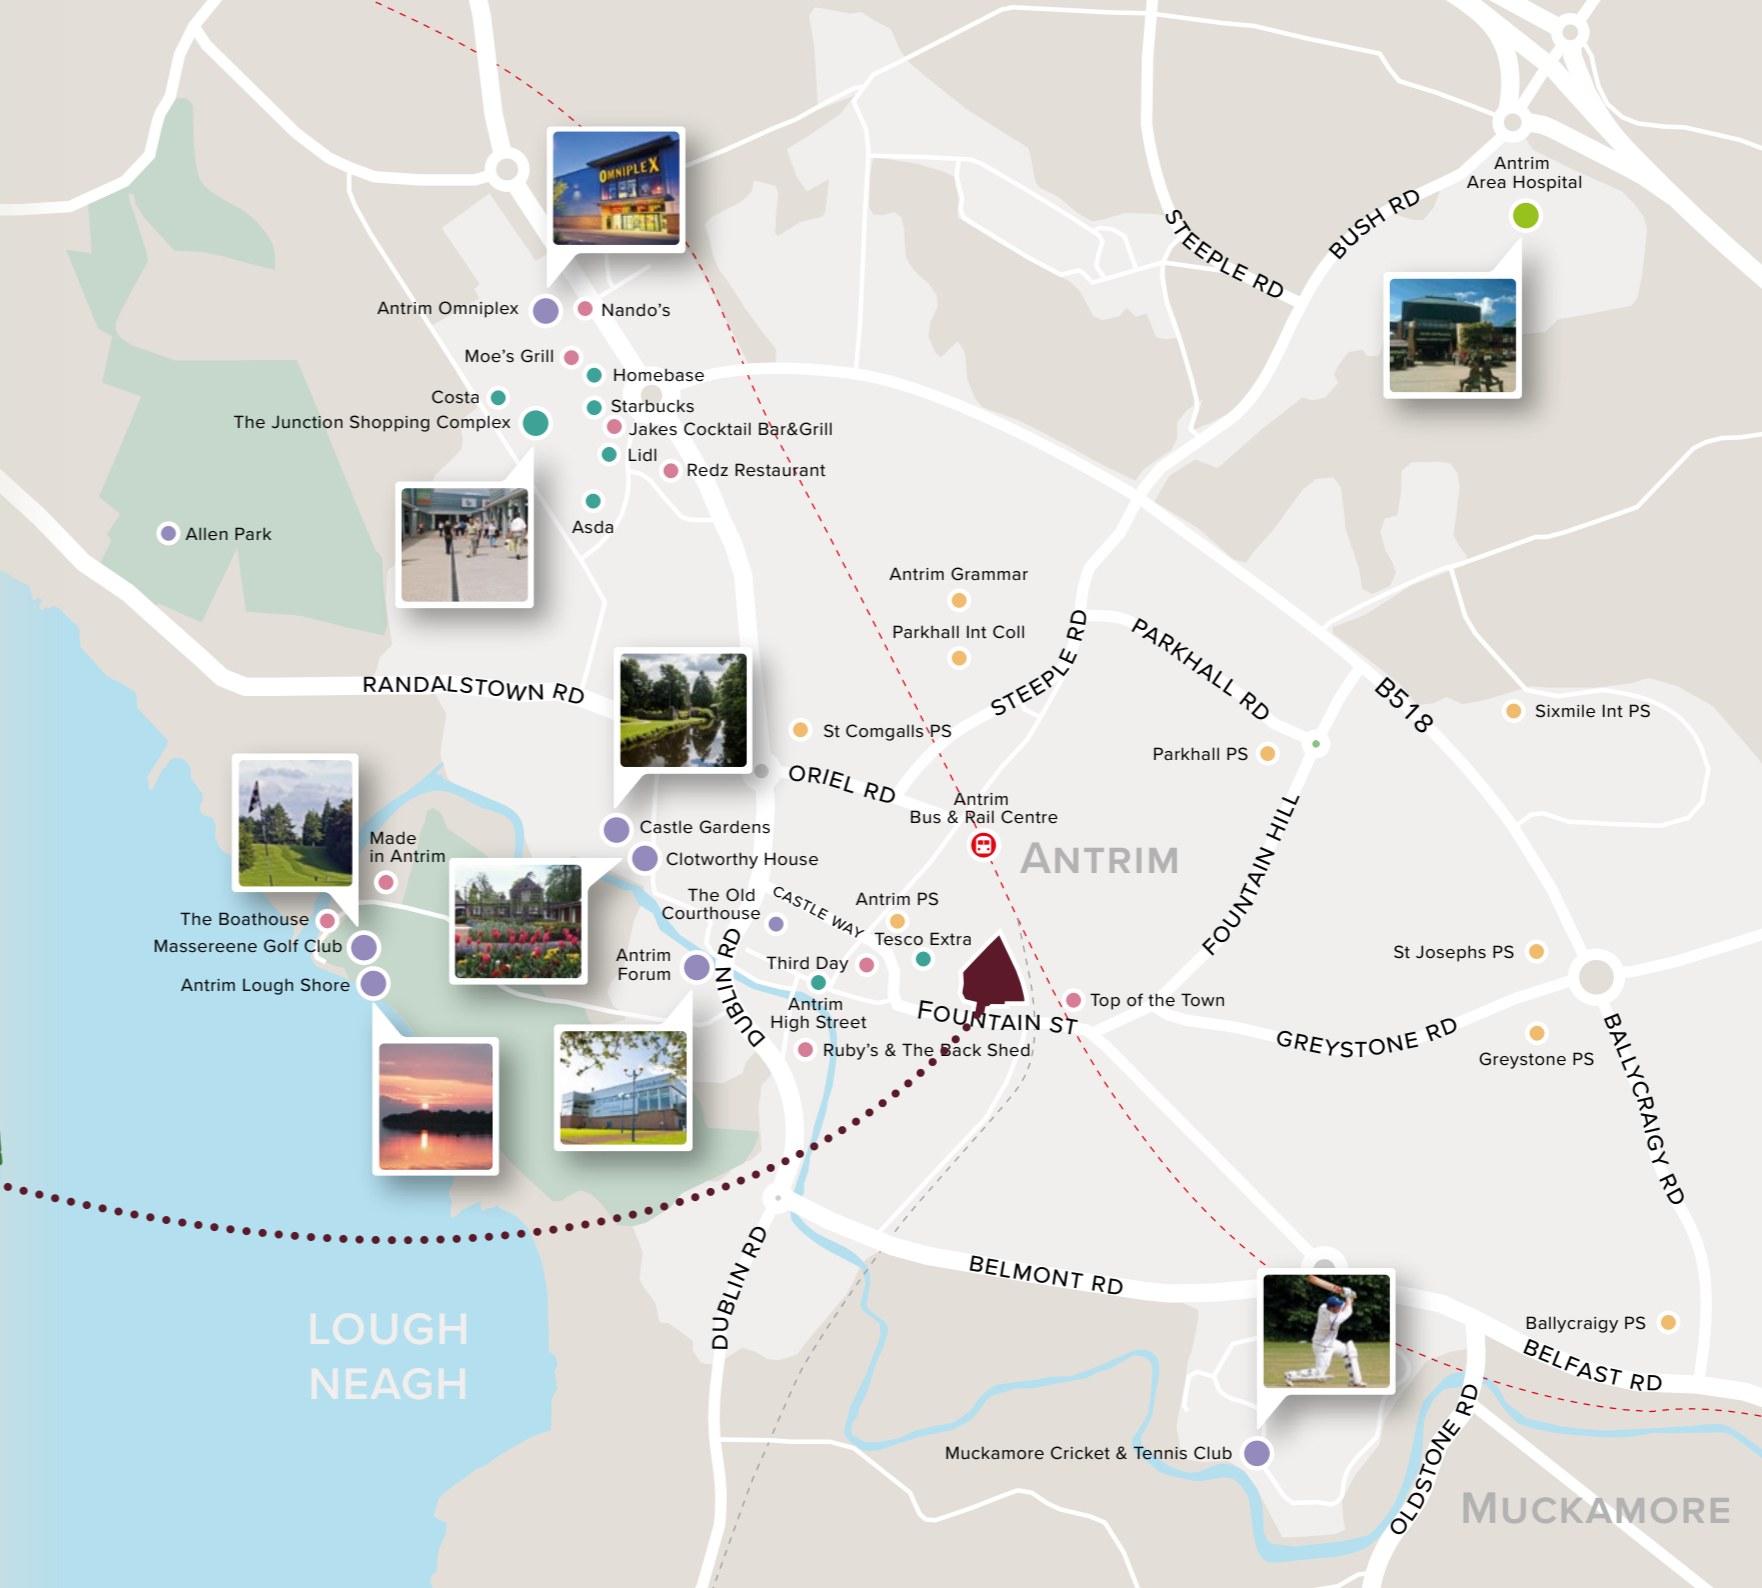 OMNIPLEX
Antrim
Area Hospital
STEEPLE RD
BUSH RD
Antrim Omniplex
Nando's
Moe's Grill
Homebase
Costa
Starbucks
The Junction Shopping Complex
Jakes Cocktail Bar&Grill
Lidl
Redz Restaurant
Asda
Allen Park
Antrim Grammar
Parkhall Int Coll
STEEPLE RD
PARKHALL RD
RANDALSTOWN RD
B518
Sixmile Int PS
St Comgalls PS
Parkhall PS
ORIEL RD
Antrim
Bus & Rail Centre
ANTRIM
FOUNTAIN HILL
Castle Gardens
Made
in Antrim
Clotworthy House
The Old
Courthouse
CASTLE WAY
Antrim PS
The Boathouse
Massereene Golf Club
Tesco Extra
St Josephs PS
Antrim
Forum
DUBLIN RD
Third Day
Antrim Lough Shore
Antrim
High Street
FOUNTAIN ST
Top of the Town
GREYSTONE RD
Ruby's & The Back Shed
Greystone PS
BALLYCRAIGY RD
DUBLIN RD
BELMONT RD
LOUGH
NEAGH
Ballycraigy PS
BELFAST RD
Muckamore Cricket & Tennis Club
OLDSTONE RD
MUCKAMORE